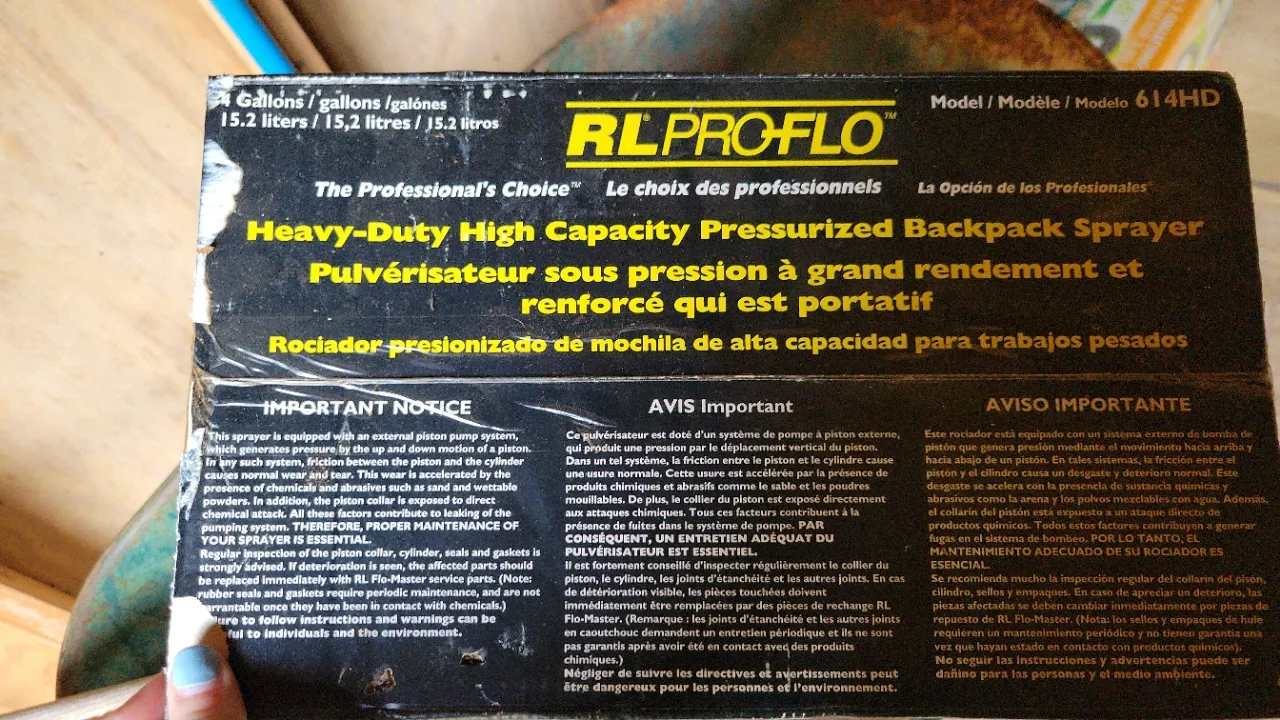 4 Gallons / gallons /galónes
15.2 liters / 15,2 litres / 15.2 litros
RL® PRO-FLO™
Model / Modèle / Modelo 614HD
The Professional's Choice™ Le choix des professionnels La Opción de los Profesionales
Heavy-Duty High Capacity Pressurized Backpack Sprayer
Pulvérisateur sous pression à grand rendement et
renforcé qui est portatif
Rociador presionizado de mochila de alta capacidad para trabajos pesados
IMPORTANT NOTICE
This sprayer is equipped with an external piston pump system,
which generates pressure by the up and down motion of a piston.
In any such system, friction between the piston and the cylinder
causes normal wear and tear. This wear is accelerated by the
presence of chemicals and abrasives such as sand and wettable
powders. In addition, the piston collar is exposed to direct
chemical attack. All these factors contribute to leaking of the
pumping system. THEREFORE, PROPER MAINTENANCE OF
YOUR SPRAYER IS ESSENTIAL.
Regular inspection of the piston collar, cylinder, seals and gaskets is
strongly advised. If deterioration is seen, the affected parts should
be replaced immediately with RL Flo-Master service parts. (Note:
rubber seals and gaskets require periodic maintenance, and are not
arrantable once they have been in contact with chemicals.)
ure to follow instructions and warnings can be
ful to individuals and the environment.
AVIS Important
Ce pulvérisateur est doté d'un système de pompe à piston externe,
qui produit une pression par le déplacement vertical du piston.
Dans un tel système, la friction entre le piston et le cylindre cause
une usure normale. Cette usure est accélérée par la présence de
produits chimiques et abrasifs comme le sable et les poudres
mouillables. De plus, le collier du piston est exposé directement
aux attaques chimiques. Tous ces facteurs contribuent à la
présence de fuites dans le système de pompe. PAR
CONSÉQUENT, UN ENTRETIEN ADÉQUAT DU
PULVÉRISATEUR EST ESSENTIEL.
Il est fortement conseillé d'inspecter régulièrement le collier du
piston, le cylindre, les joints d'étanchéité et les autres joints. En cas
de détérioration visible, les pièces touchées doivent
immédiatement être remplacées par des pièces de rechange RL
Flo-Master. (Remarque : les joints d'étanchéité et les autres joints
en caoutchouc demandent un entretien périodique et ils ne sont
pas garantis après avoir été en contact avec des produits
chimiques.)
Négliger de suivre les directives et avertissements peut
être dangereux pour les personnes et l'environnement.
AVISO IMPORTANTE
Este rociador está equipado con un sistema externo de bomba de
pistón que genera presión mediante el movimiento hacia arriba y
hacia abajo de un pistón. En tales sistemas, la fricción entre el
pistón y el cilindro causa un desgaste y deterioro normal. Este
desgaste se acelera con la presencia de sustancia químicas y
abrasivos como la arena y los polvos mezclables con agua. Además,
el collarín del pistón está expuesto a un ataque directo de
productos químicos. Todos estos factores contribuyen a generar
fugas en el sistema de bombeo. POR LO TANTO, EL
MANTENIMIENTO ADECUADO DE SU ROCIADOR ES
ESENCIAL.
Se recomienda mucho la inspección regular del collarín del pisón,
cilindro, sellos y empaques. En caso de apreciar un deterioro, las
piezas afectadas se deben cambiar immediatamente por piezas de
repuesto de RL Flo-Master. (Nota: los sellos y empaques de hule
requieren un mantenimiento periódico y no tienen garantía una
vez que hayan estado en contacto con productos químicos).
No seguir las instrucciones y advertencias puede ser
dañino para las personas y el medio ambiente.